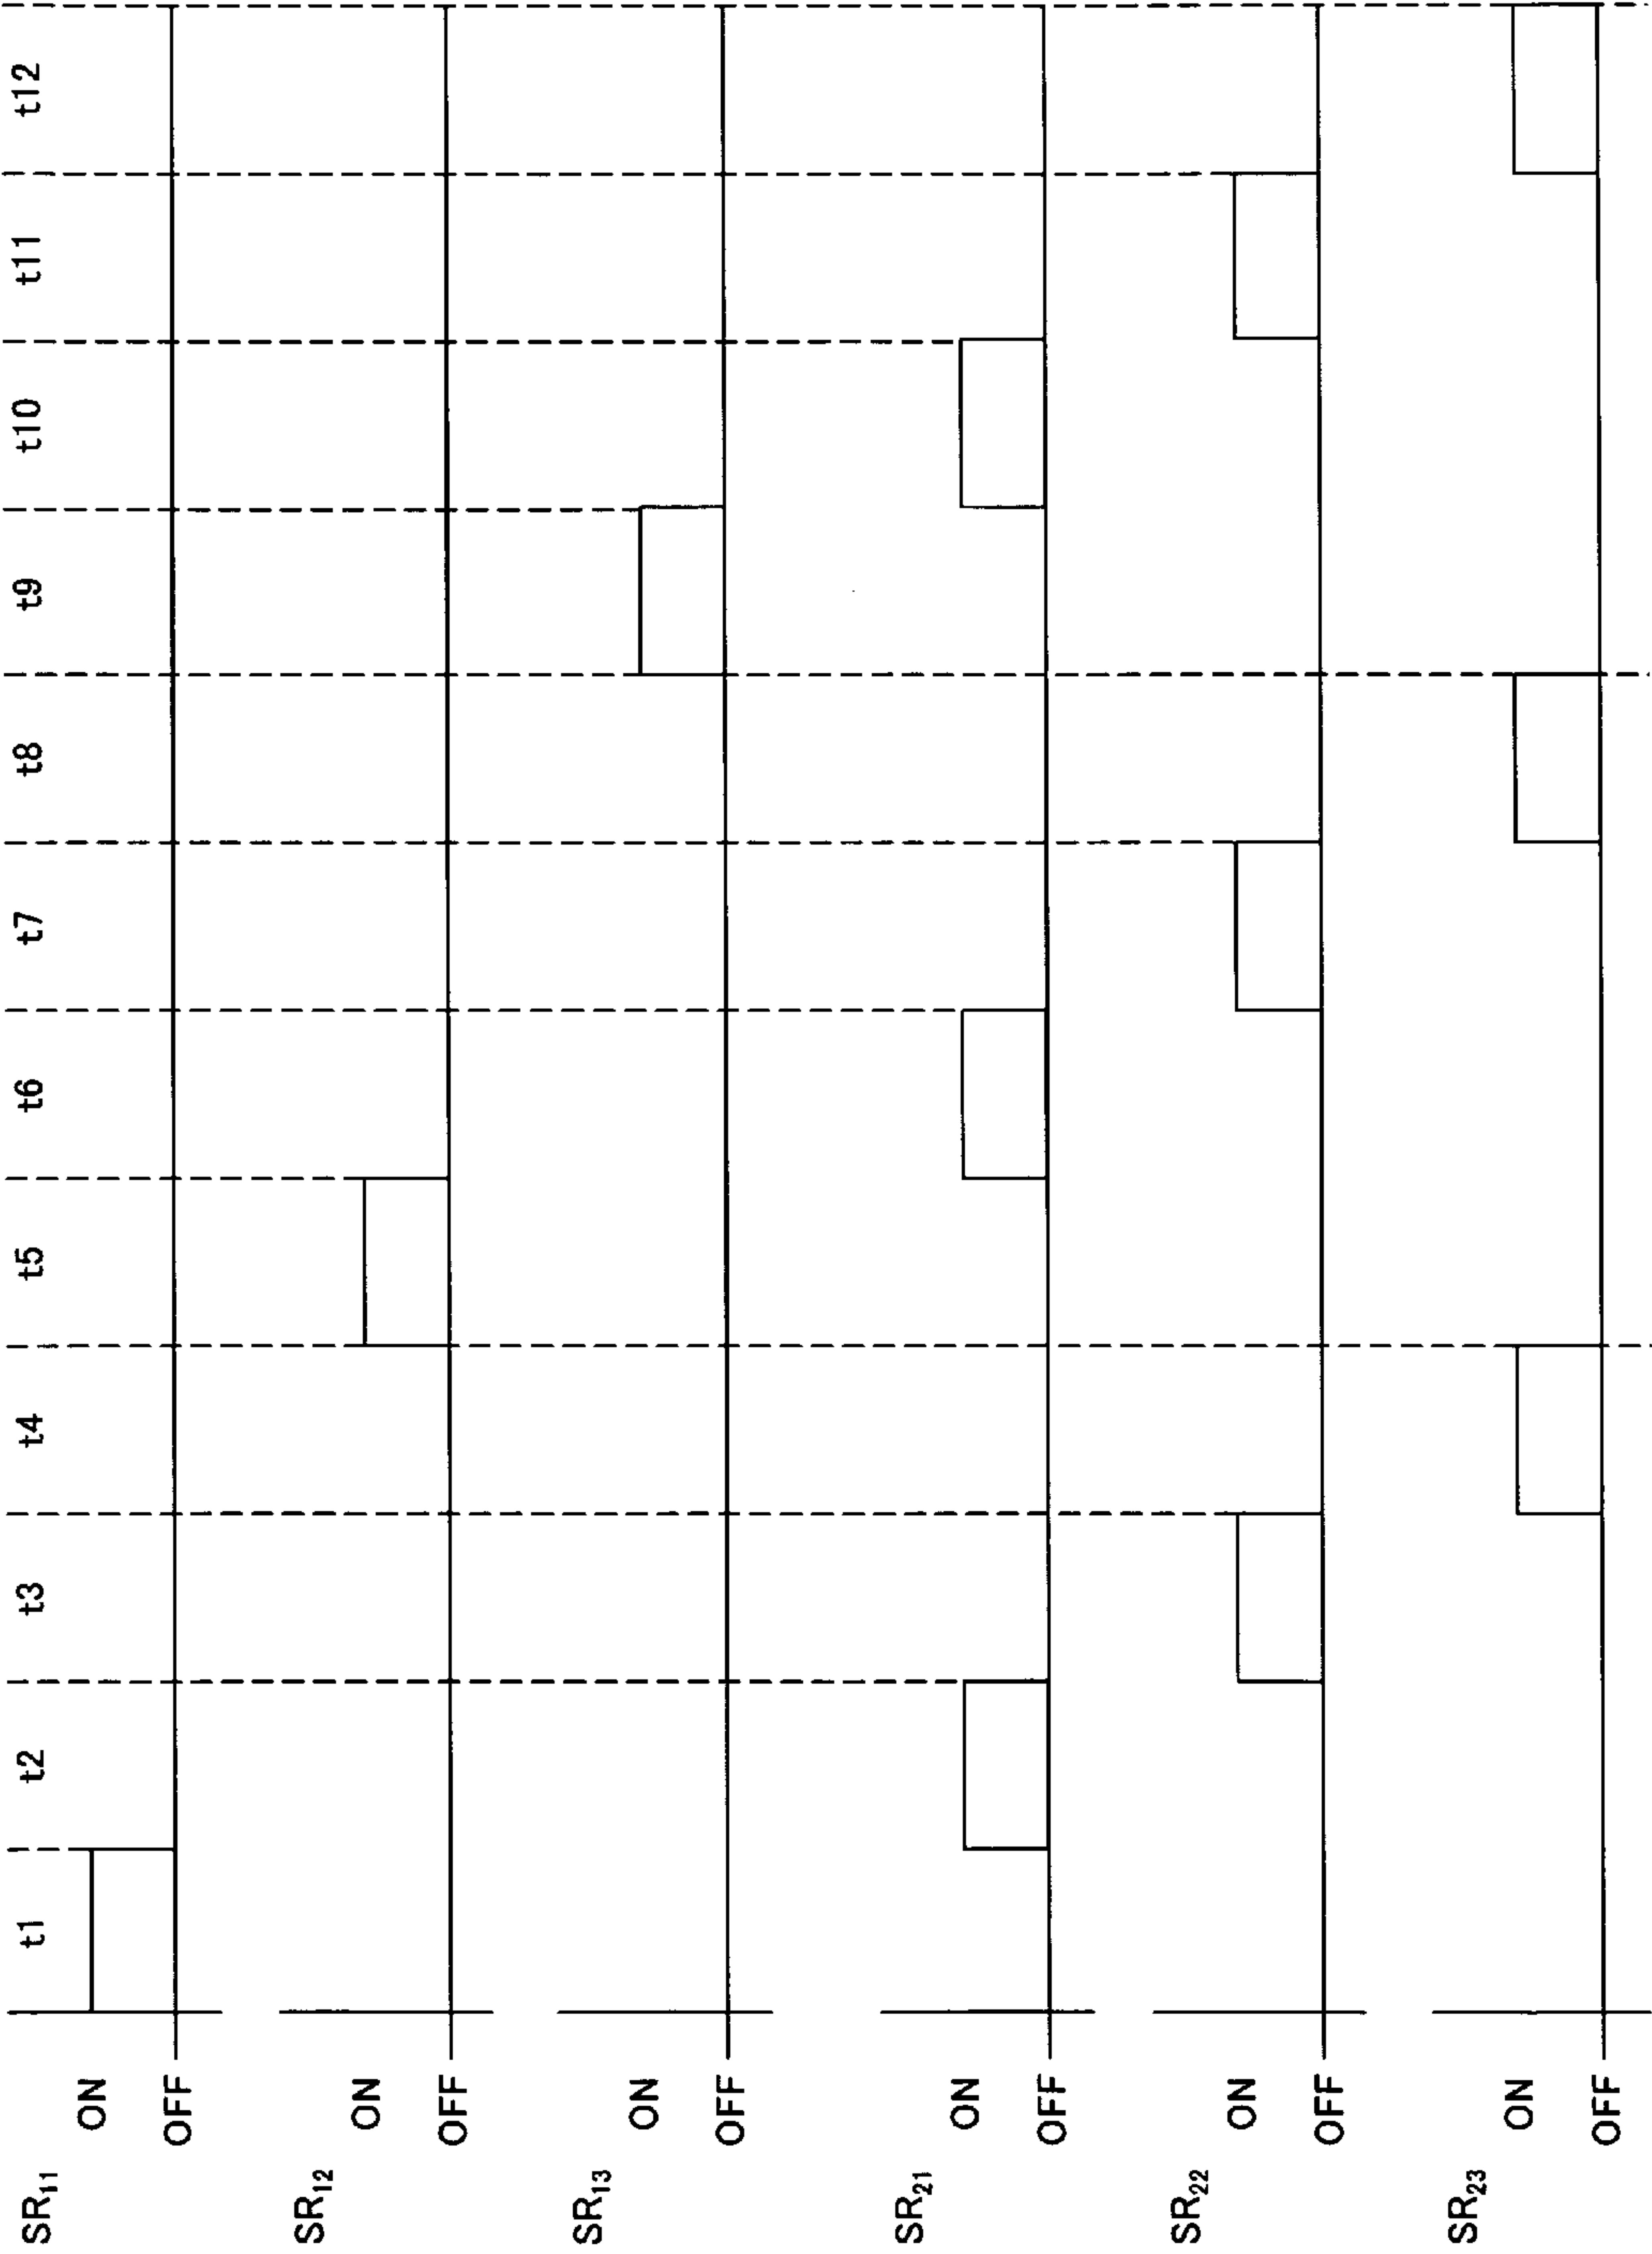 t1 t2 t3 t4 t5 t6 t7 t8 t9 t10 t11 t12
SR11
ON
OFF
SR12
ON
OFF
SR13
ON
OFF
SR21
ON
OFF
SR22
ON
OFF
SR23
ON
OFF